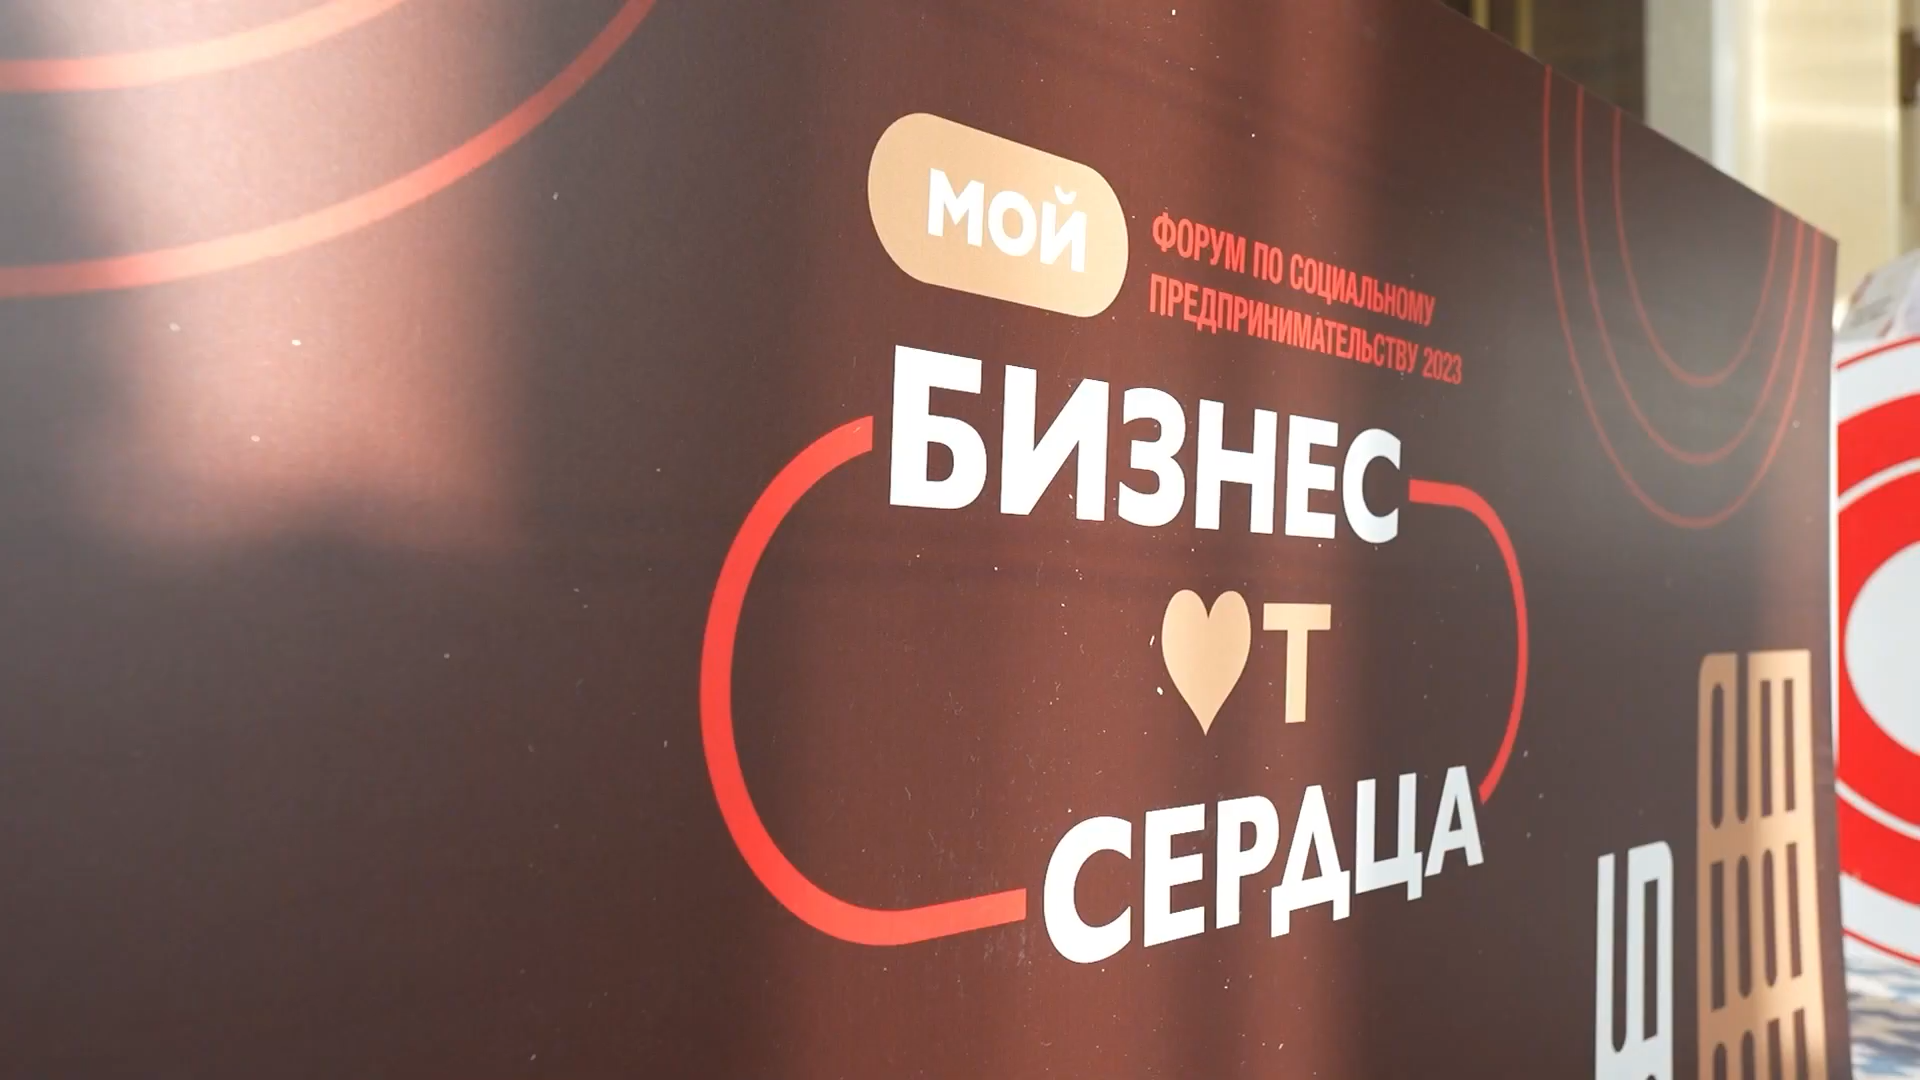 МОЙ
ФОРУМ ПО СОЦИАЛЬНОМУ
ПРЕДПРИНИМАТЕЛЬСТВУ 2023
БИЗНЕС
♥Т
СЕРДЦА